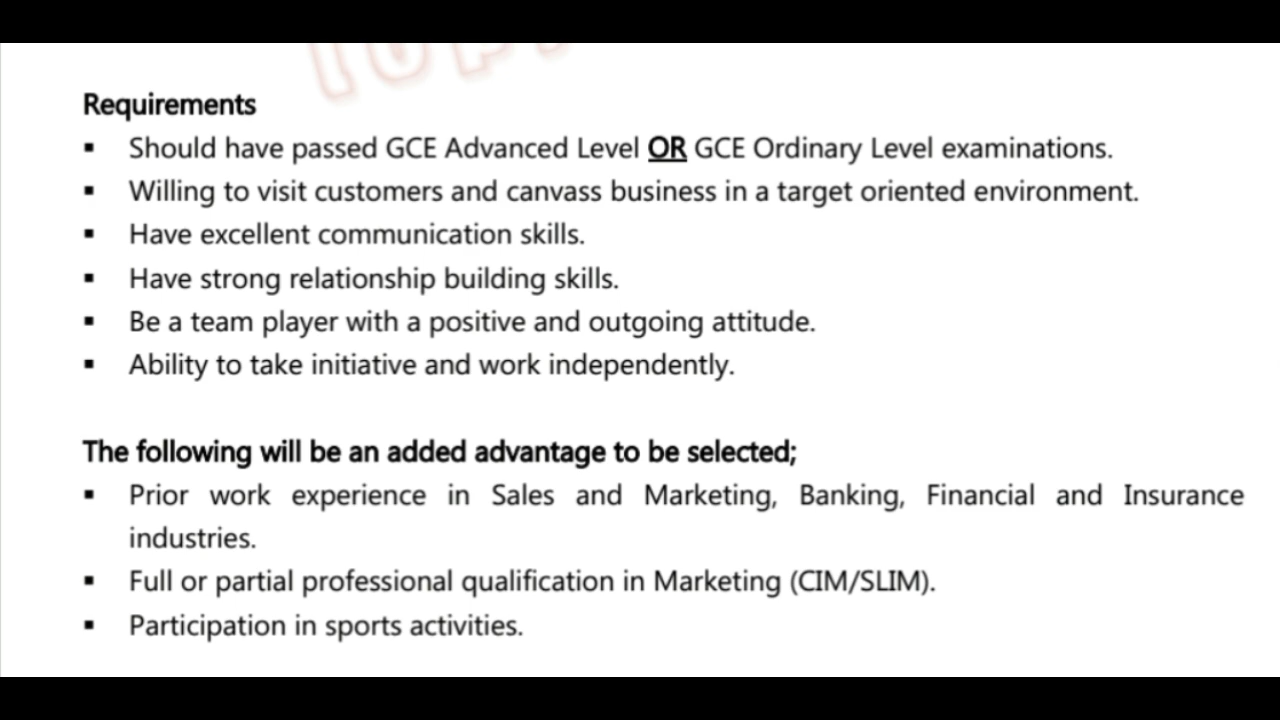 Requirements
▪ Should have passed GCE Advanced Level OR GCE Ordinary Level examinations.
▪ Willing to visit customers and canvass business in a target oriented environment.
▪ Have excellent communication skills.
▪ Have strong relationship building skills.
▪ Be a team player with a positive and outgoing attitude.
▪ Ability to take initiative and work independently.
The following will be an added advantage to be selected;
▪ Prior work experience in Sales and Marketing, Banking, Financial and Insurance
industries.
▪ Full or partial professional qualification in Marketing (CIM/SLIM).
▪ Participation in sports activities.